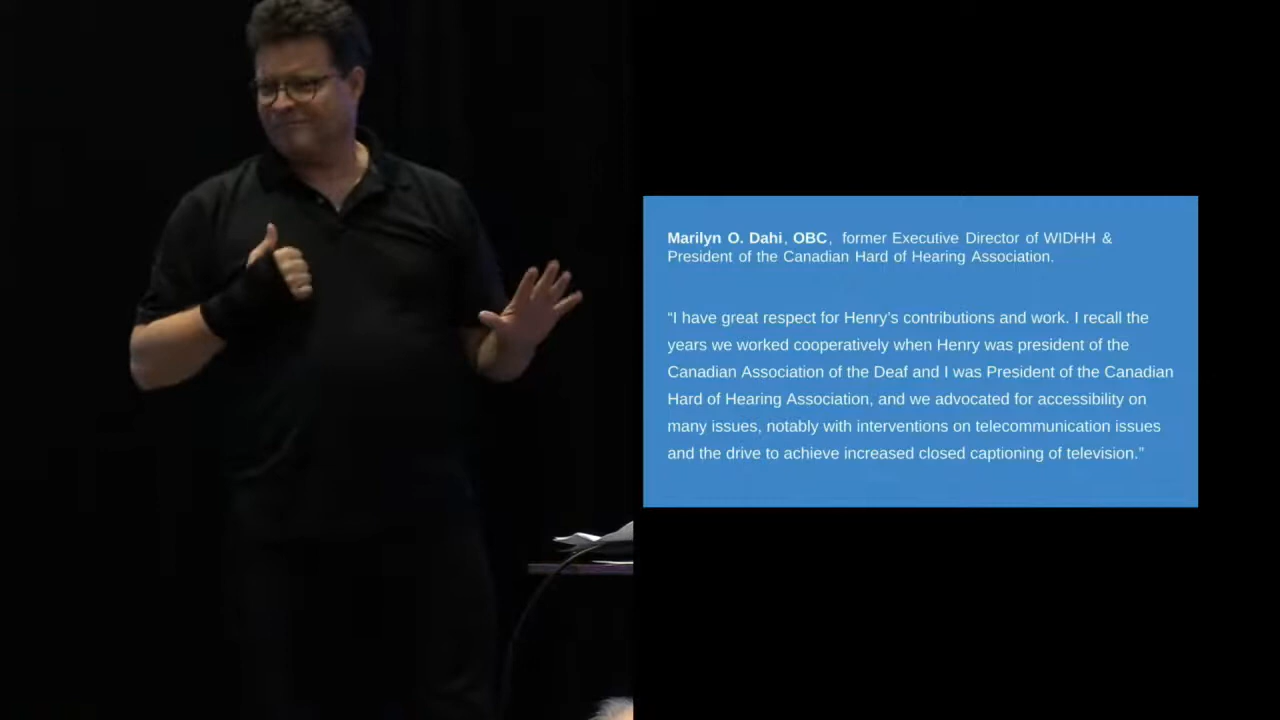 Marilyn O. Dahi, OBC, former Executive Director of WIDHH &
President of the Canadian Hard of Hearing Association.
“I have great respect for Henry’s contributions and work. I recall the
years we worked cooperatively when Henry was president of the
Canadian Association of the Deaf and I was President of the Canadian
Hard of Hearing Association, and we advocated for accessibility on
many issues, notably with interventions on telecommunication issues
and the drive to achieve increased closed captioning of television.”